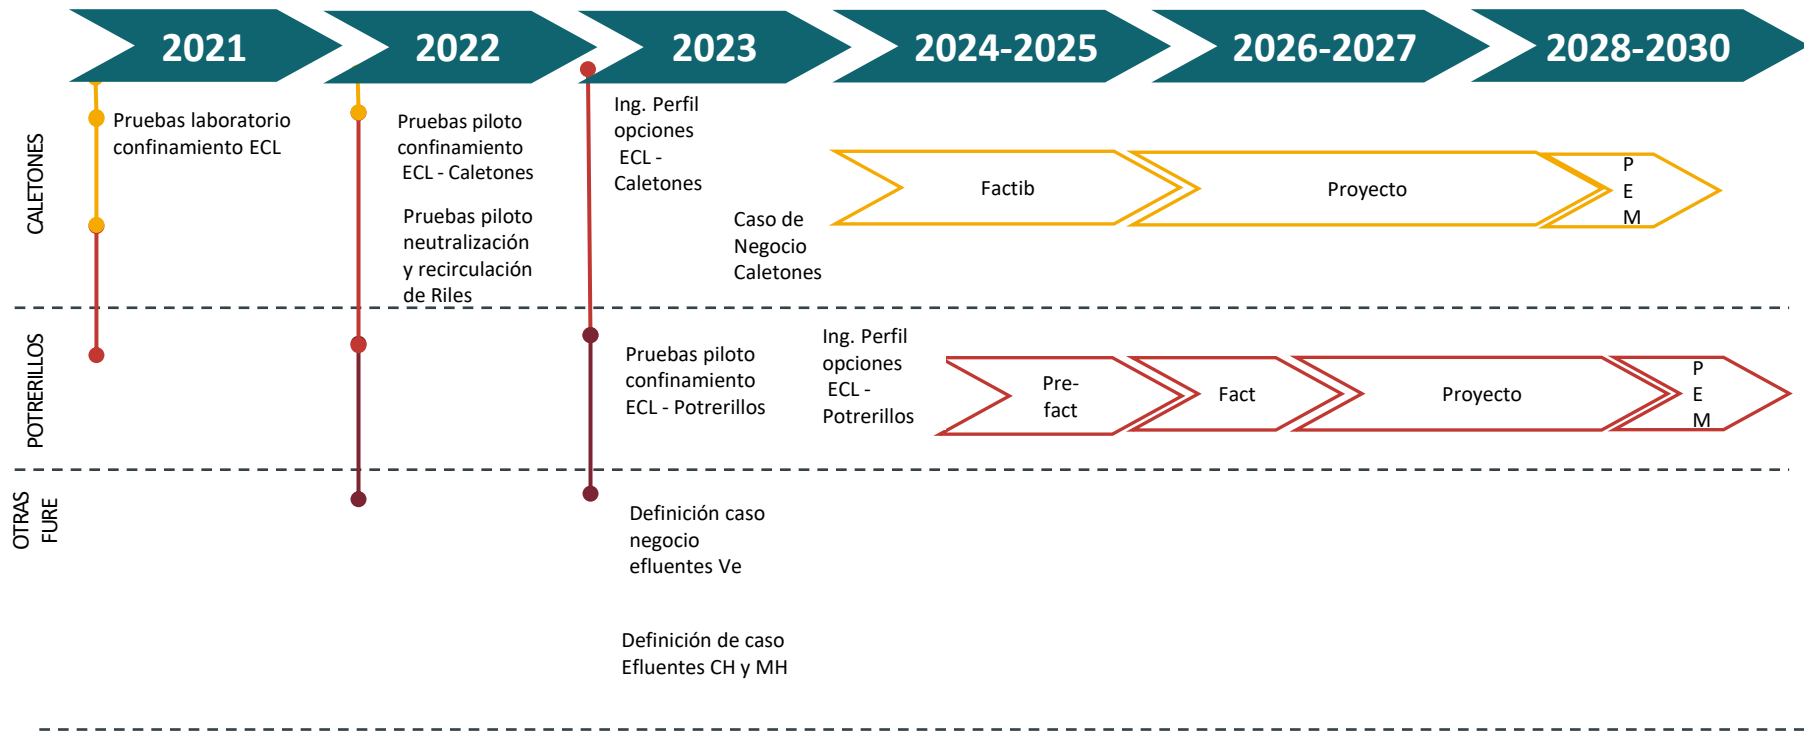 2021
2022
2023
2024-2025
2026-2027
2028-2030
CALETONES
Pruebas laboratorio
confinamiento ECL
Pruebas piloto
confinamiento
ECL - Caletones
Pruebas piloto
neutralización
y recirculación
de Riles
Ing. Perfil
opciones
ECL -
Caletones
Caso de
Negocio
Caletones
Factib
Proyecto
P
E
M
POTRERILLOS
Pruebas piloto
confinamiento
ECL - Potrerillos
Ing. Perfil
opciones
ECL -
Potrerillos
Pre-
fact
Fact
Proyecto
P
E
M
OTRAS
FURE
Definición caso
negocio
efluentes Ve
Definición de caso
Efluentes CH y MH